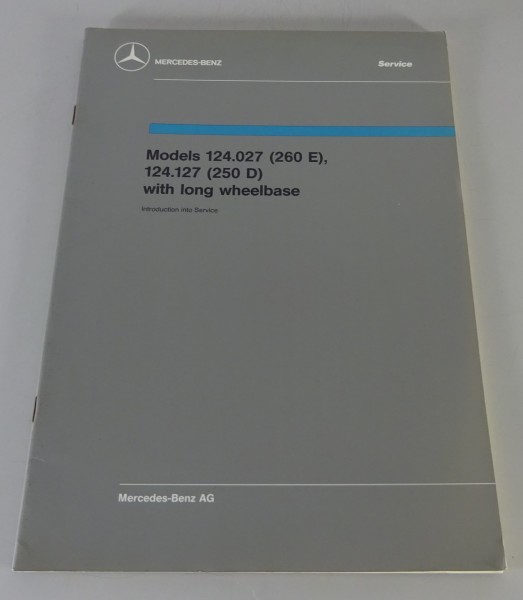 MERCEDES-BENZ
Service
Models 124.027 (260 E),
124.127 (250 D)
with long wheelbase
Introduction into Service
Mercedes-Benz AG